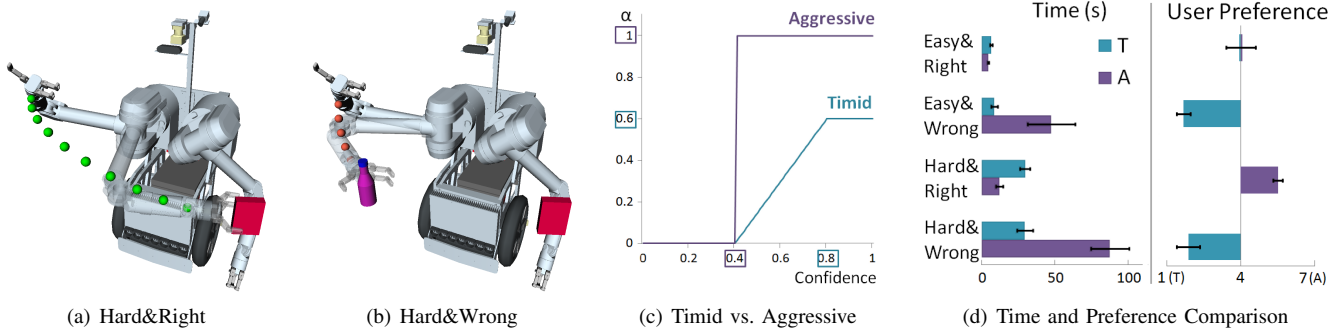 α
Aggressive
1
0.8
Timid
0.6
0.4
0.2
0
0 0.2 0.4 0.6 0.8 1
Confidence
Time (s)
User Preference
T
A
Easy&
Right
Easy&
Wrong
Hard&
Right
Hard&
Wrong
0 50 100
1 (T) 4 7(A)
(a) Hard&Right
(b) Hard&Wrong
(c) Timid vs. Aggressive
(d) Time and Preference Comparison